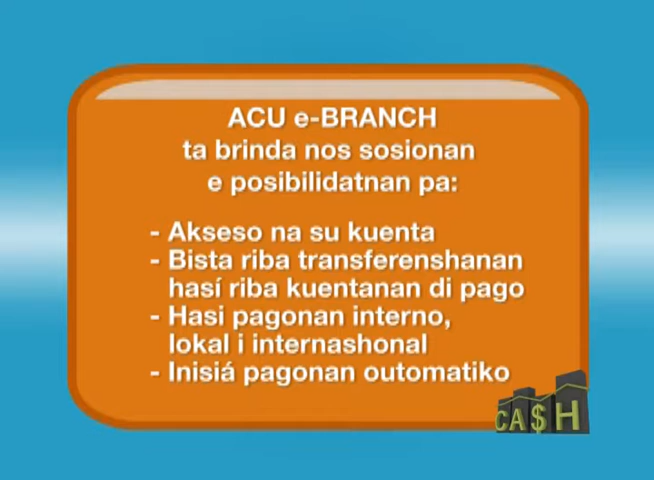 ACU e-BRANCH
ta brinda nos sosionan
e posibilidatnan pa:
- Akseso na su kuenta
- Bista riba transferenshanan
hasí riba kuentanan di pago
- Hasi pagonan interno,
lokal i internashonal
- Inisiá pagonan outomatiko
CA$H